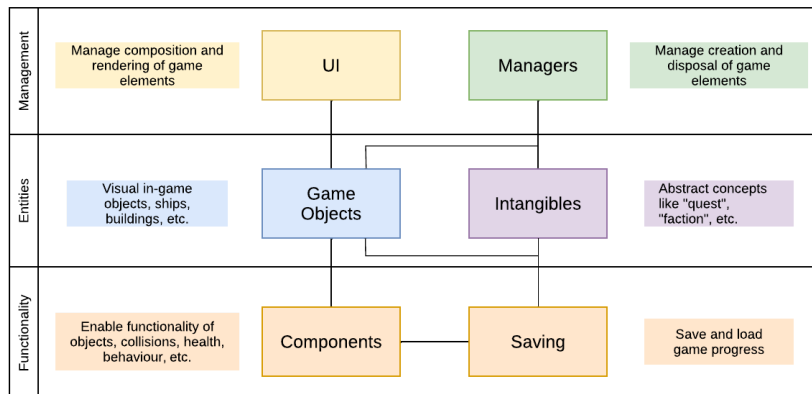 Management
Manage composition and
rendering of game
elements
UI
Managers
Manage creation and
disposal of game
elements
Entities
Visual in-game
objects, ships,
buildings, etc.
Game
Objects
Intangibles
Abstract concepts
like "quest",
"faction", etc.
Functionality
Enable functionality of
objects, collisions, health,
behaviour, etc.
Components
Saving
Save and load
game progress